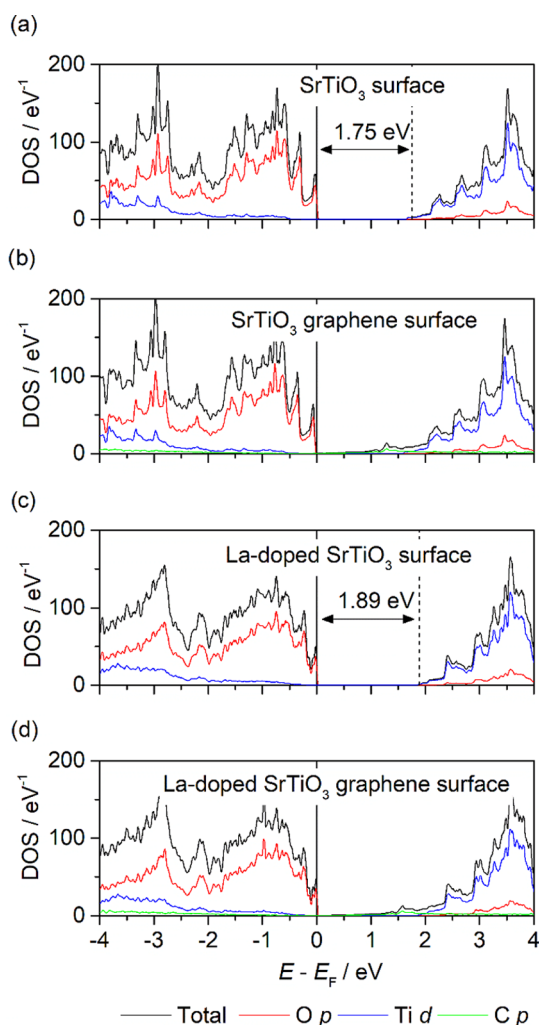 (a)
200
SrTiO3 surface
1.75 eV
100
DOS / eV-1
0
(b)
200
SrTiO3 graphene surface
100
DOS / eV-1
0
(c)
200
La-doped SrTiO3 surface
1.89 eV
100
DOS / eV-1
0
(d)
200
La-doped SrTiO3 graphene surface
100
DOS / eV-1
0
-4 -3 -2 -1 0 1 2 3 4
E - EF / eV
Total O p Ti d C p